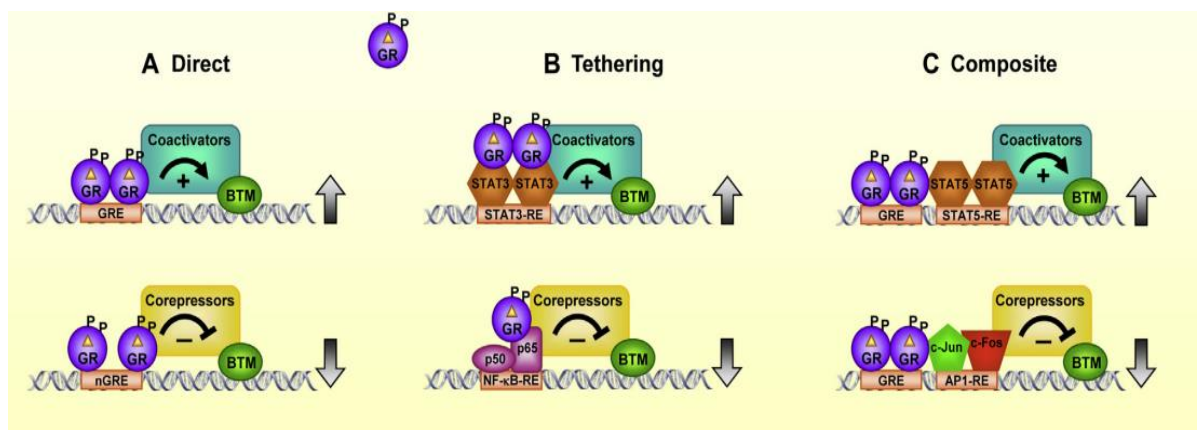 P P
GR
A Direct
B Tethering
C Composite
Coactivators
+
P P
P P
GR
GR
BTM
GRE
Coactivators
+
P P
P P
GR
GR
STAT3
STAT3
BTM
STAT3-RE
Coactivators
+
P P
P P
GR
GR
STAT5
STAT5
BTM
GRE
STAT5-RE
Corepressors
–
P P
P P
GR
GR
BTM
nGRE
Corepressors
–
P P
GR
p50
p65
BTM
NF-κB-RE
Corepressors
–
P P
P P
GR
GR
c-Jun
c-Fos
BTM
GRE
AP1-RE